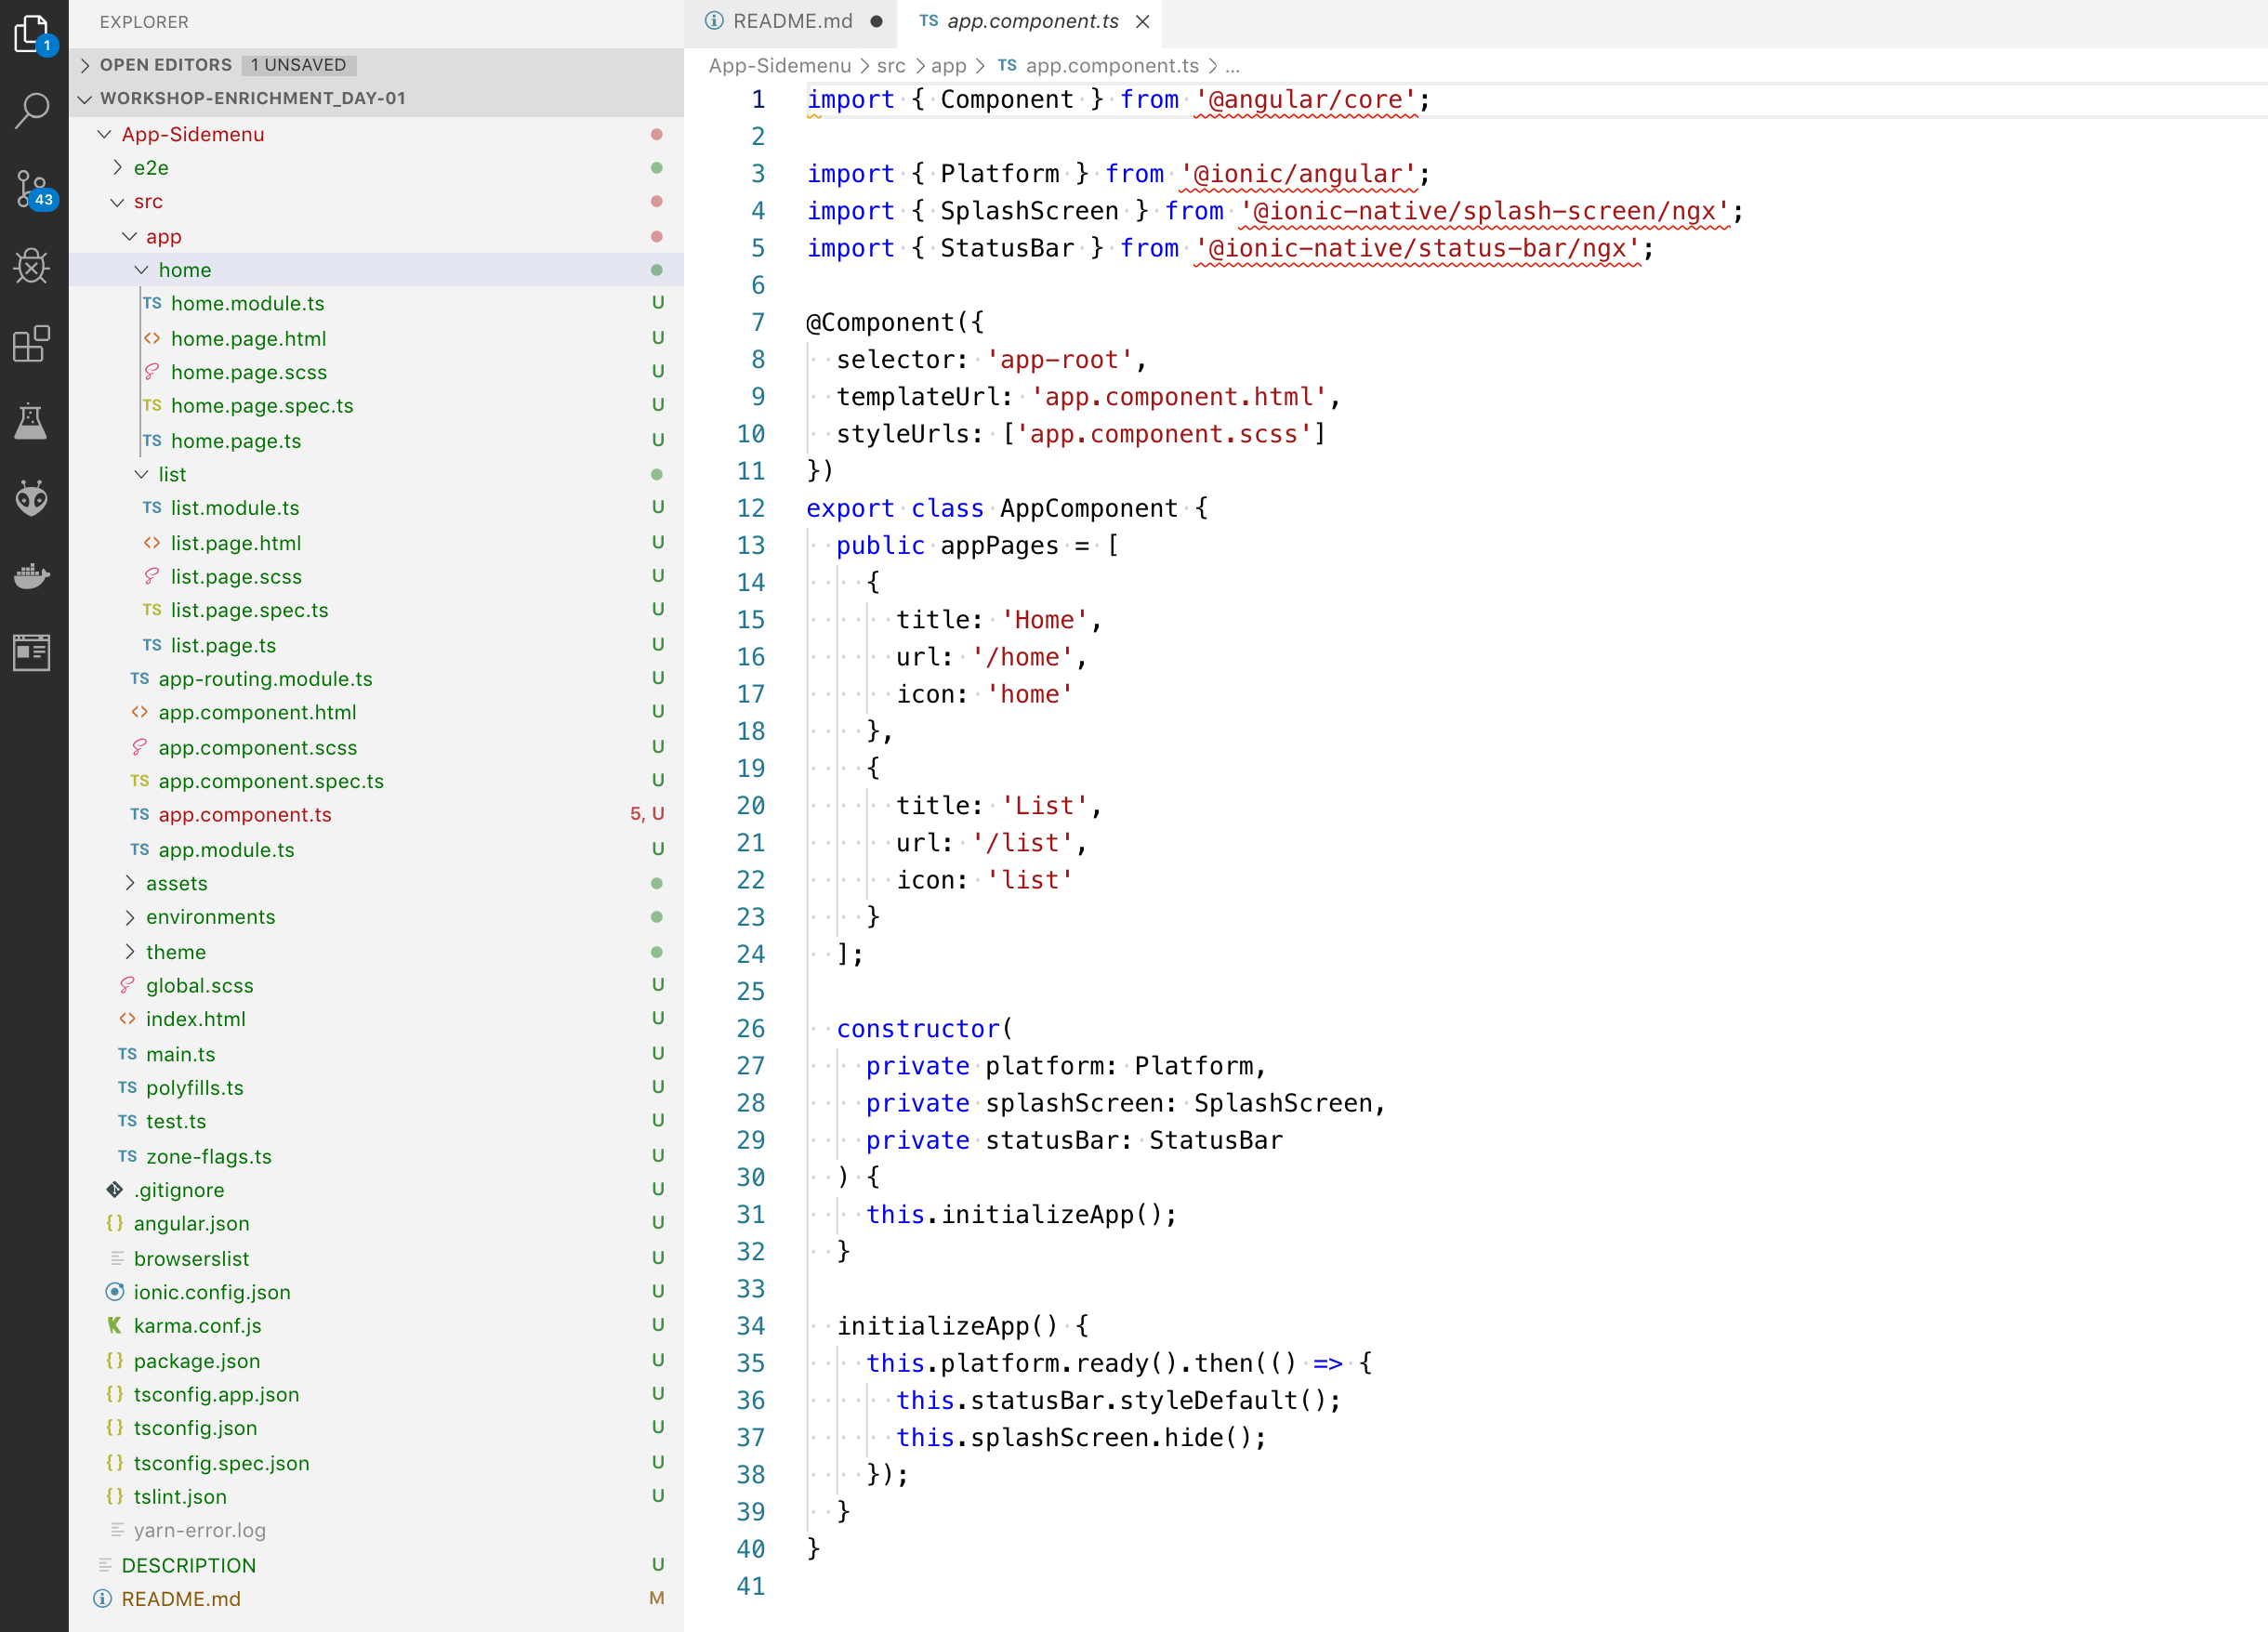 EXPLORER
OPEN EDITORS 1 UNSAVED
WORKSHOP-ENRICHMENT_DAY-01
App-Sidemenu
e2e
src
app
home
TS home.module.ts U
<> home.page.html U
home.page.scss U
TS home.page.spec.ts U
TS home.page.ts U
list
TS list.module.ts U
<> list.page.html U
list.page.scss U
TS list.page.spec.ts U
TS list.page.ts U
TS app-routing.module.ts U
<> app.component.html U
app.component.scss U
TS app.component.spec.ts U
TS app.component.ts 5, U
TS app.module.ts U
assets
environments
theme
global.scss U
<> index.html U
TS main.ts U
TS polyfills.ts U
TS test.ts U
TS zone-flags.ts U
.gitignore U
{} angular.json U
browserslist U
ionic.config.json U
karma.conf.js U
{} package.json U
{} tsconfig.app.json U
{} tsconfig.json U
{} tsconfig.spec.json U
{} tslint.json U
yarn-error.log
DESCRIPTION U
README.md M
1
43
README.md ● TS app.component.ts ×
App-Sidemenu > src > app > TS app.component.ts > ...
1 import { Component } from '@angular/core';
2
3 import { Platform } from '@ionic/angular';
4 import { SplashScreen } from '@ionic-native/splash-screen/ngx';
5 import { StatusBar } from '@ionic-native/status-bar/ngx';
6
7 @Component({
8   selector: 'app-root',
9   templateUrl: 'app.component.html',
10   styleUrls: ['app.component.scss']
11 })
12 export class AppComponent {
13   public appPages = [
14     {
15       title: 'Home',
16       url: '/home',
17       icon: 'home'
18     },
19     {
20       title: 'List',
21       url: '/list',
22       icon: 'list'
23     }
24   ];
25
26   constructor(
27     private platform: Platform,
28     private splashScreen: SplashScreen,
29     private statusBar: StatusBar
30   ) {
31     this.initializeApp();
32   }
33
34   initializeApp() {
35     this.platform.ready().then(() => {
36       this.statusBar.styleDefault();
37       this.splashScreen.hide();
38     });
39   }
40 }
41